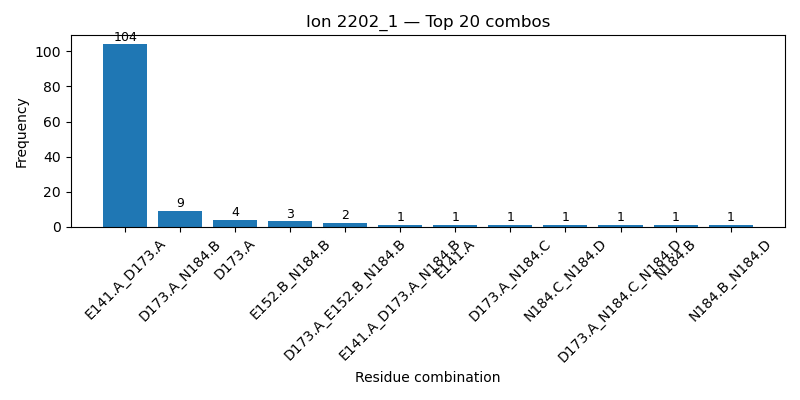 Ion 2202_1 — Top 20 combos
Frequency
100
80
60
40
20
0
104
9
4
3
2
1
1
1
1
1
1
1
E141.A_D173.A
D173.A_N184.B
D173.A
E152.B_N184.B
D173.A_E152.B_N184.B
E141.A_D173.A_N184.B
E141.A
D173.A_N184.C
N184.C_N184.D
D173.A_N184.C_N184.D
N184.B
N184.B_N184.D
Residue combination